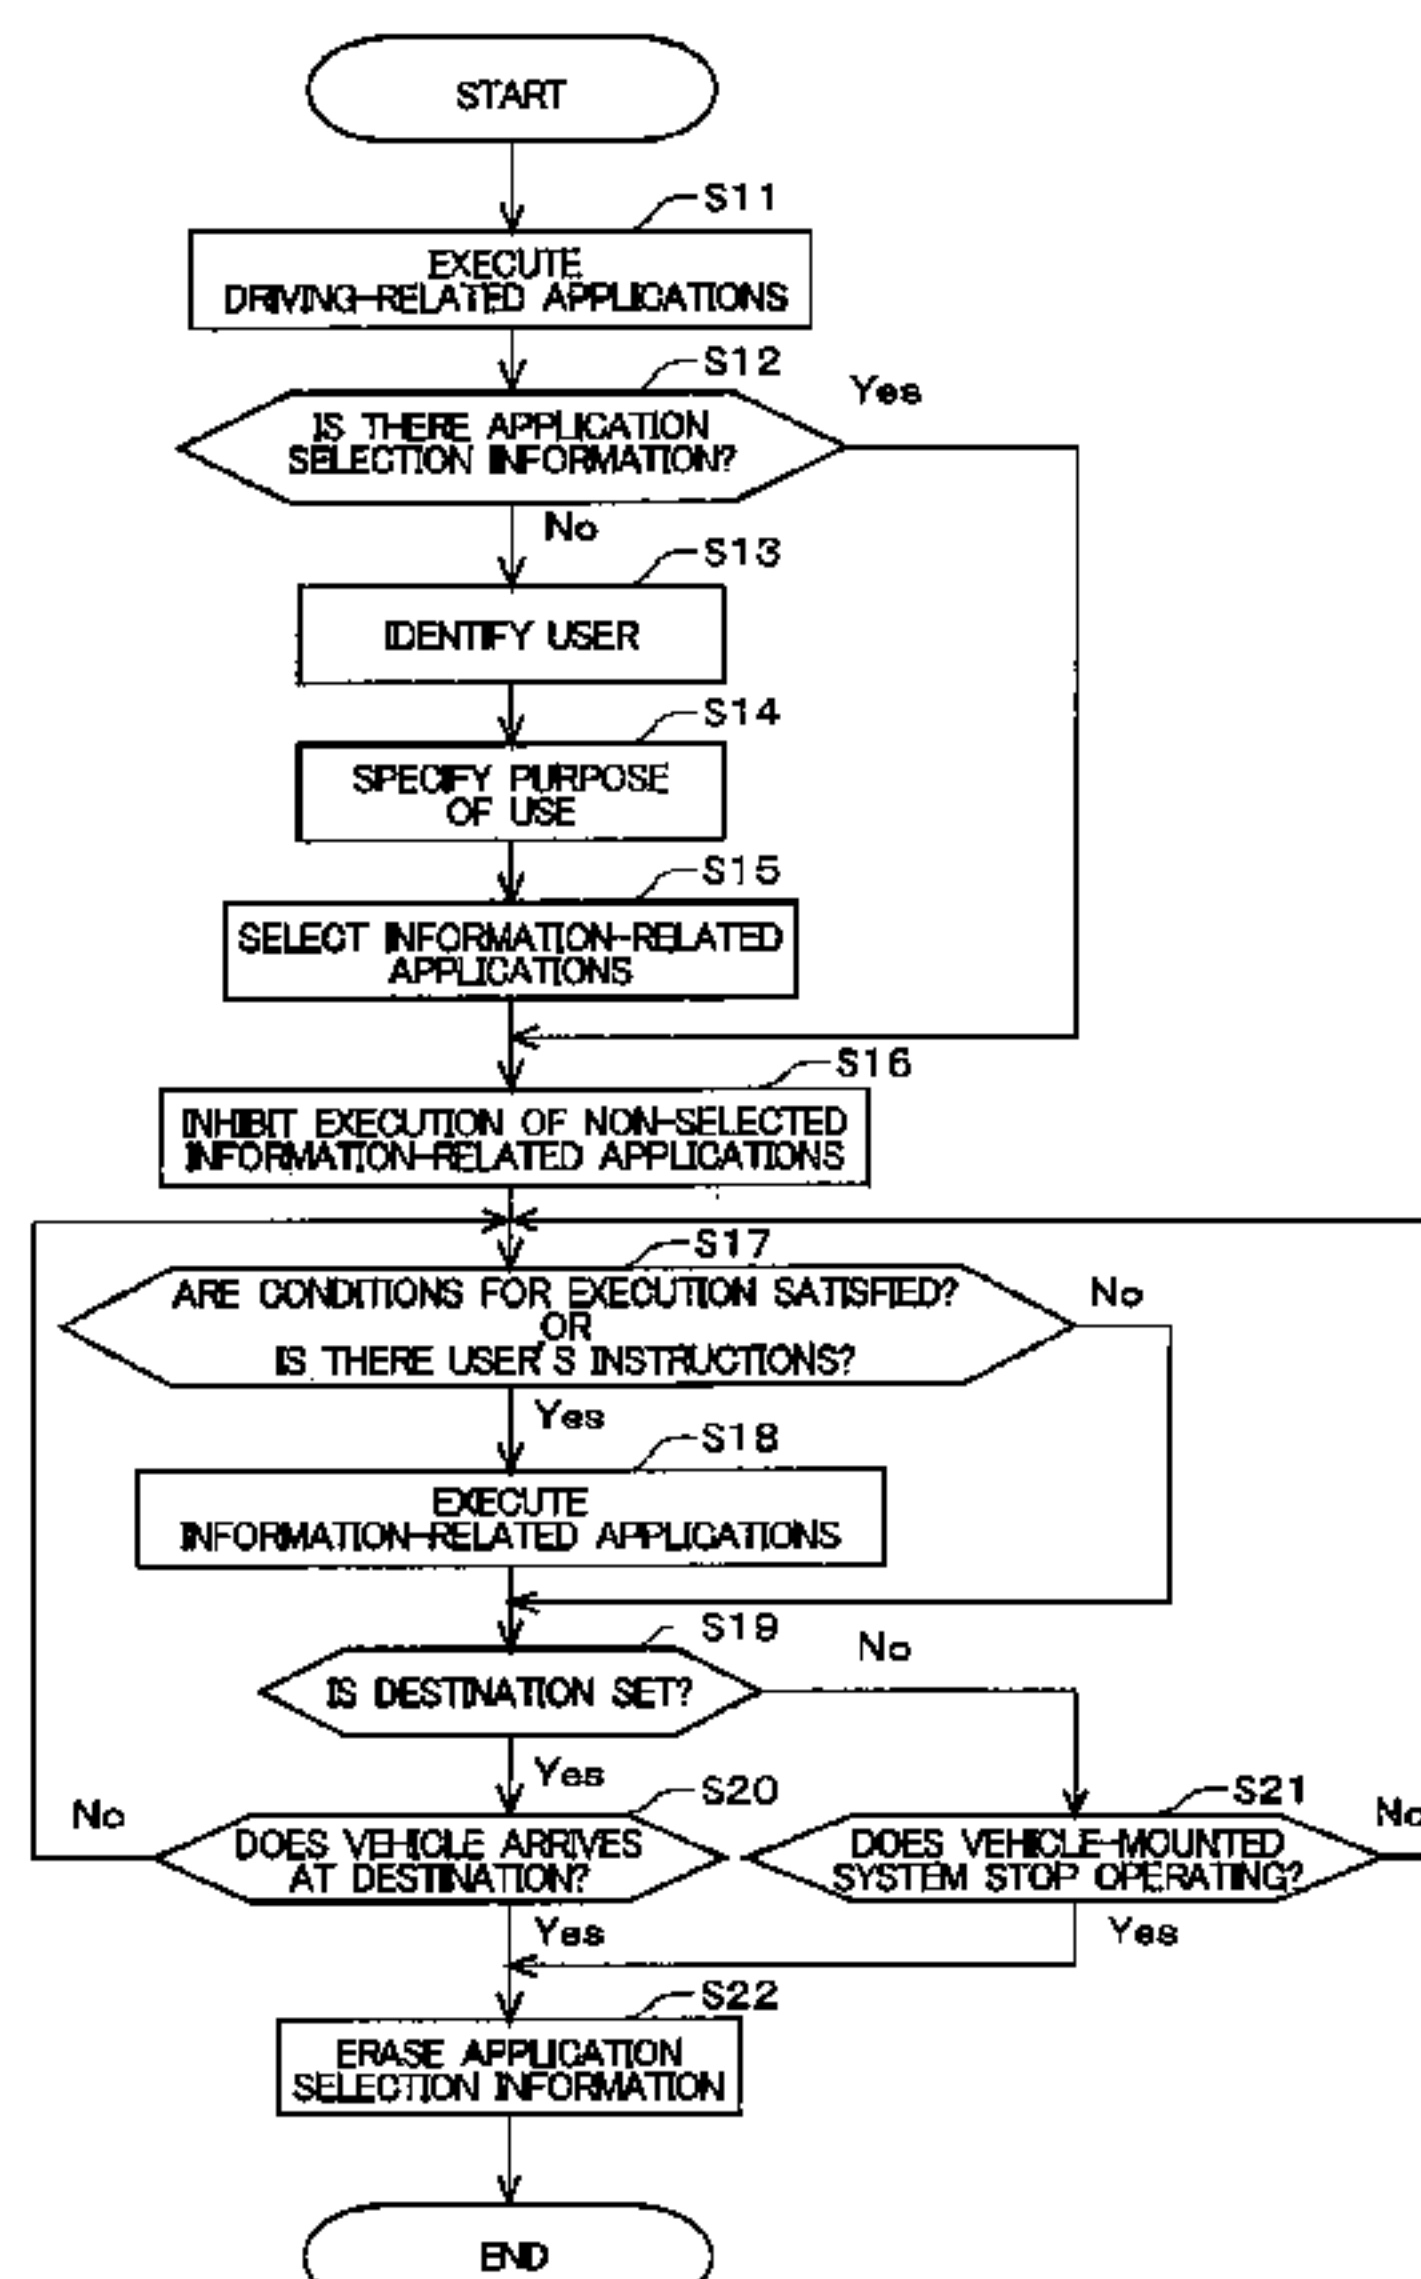 START
S11
EXECUTE
DRIVING-RELATED APPLICATIONS
S12
Yes
IS THERE APPLICATION
SELECTION INFORMATION?
No
S13
IDENTIFY USER
S14
SPECIFY PURPOSE
OF USE
S15
SELECT INFORMATION-RELATED
APPLICATIONS
S16
INHIBIT EXECUTION OF NON-SELECTED
INFORMATION-RELATED APPLICATIONS
S17
ARE CONDITIONS FOR EXECUTION SATISFIED?
OR
IS THERE USER'S INSTRUCTIONS?
No
Yes
S18
EXECUTE
INFORMATION-RELATED APPLICATIONS
S19
No
IS DESTINATION SET?
Yes
S20
S21
No
No
DOES VEHICLE ARRIVES
AT DESTINATION?
DOES VEHICLE-MOUNTED
SYSTEM STOP OPERATING?
Yes
Yes
S22
ERASE APPLICATION
SELECTION INFORMATION
END